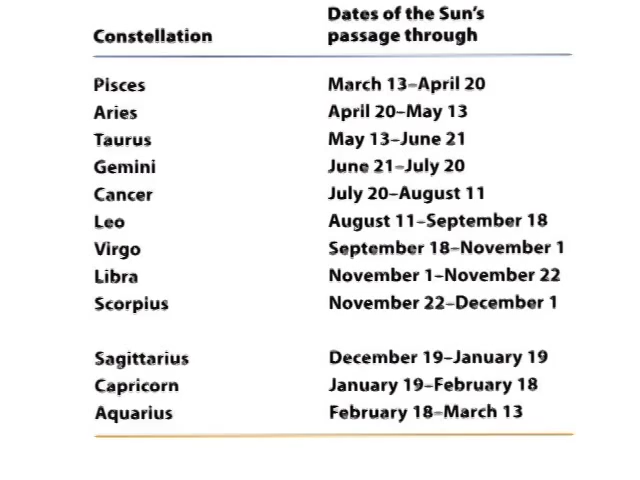 Dates of the Sun's
Constellation passage through
Pisces March 13–April 20
Aries April 20–May 13
Taurus May 13–June 21
Gemini June 21–July 20
Cancer July 20–August 11
Leo August 11–September 18
Virgo September 18–November 1
Libra November 1–November 22
Scorpius November 22–December 1
Sagittarius December 19–January 19
Capricorn January 19–February 18
Aquarius February 18–March 13